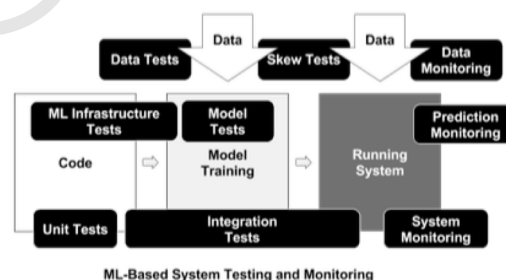 Data
Data
Data Tests
Skew Tests
Data
Monitoring
ML Infrastructure
Tests
Model
Tests
Prediction
Monitoring
Code
Model
Training
Running
System
Unit Tests
Integration
Tests
System
Monitoring
ML-Based System Testing and Monitoring